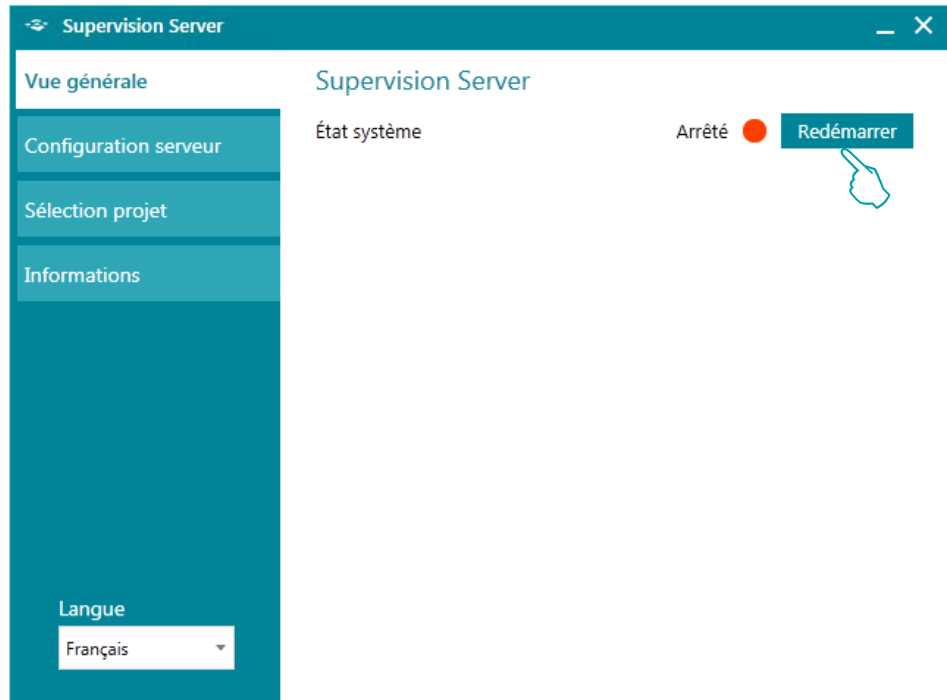 Supervision Server
Vue générale
Configuration serveur
Sélection projet
Informations
Langue
Français
Supervision Server
État système
Arrêté
Redémarrer